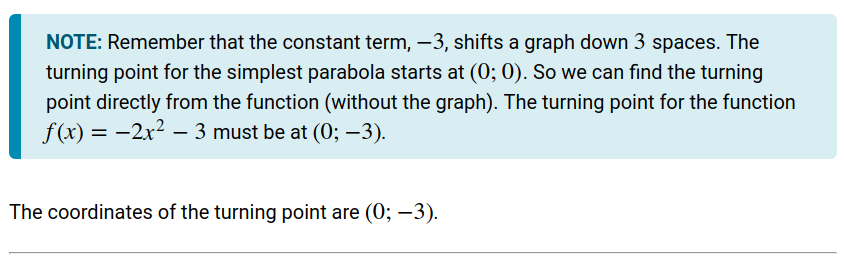 NOTE: Remember that the constant term, −3, shifts a graph down 3 spaces. The
turning point for the simplest parabola starts at (0; 0). So we can find the turning
point directly from the function (without the graph). The turning point for the function
f(x) = −2x² − 3 must be at (0; −3).
The coordinates of the turning point are (0; −3).